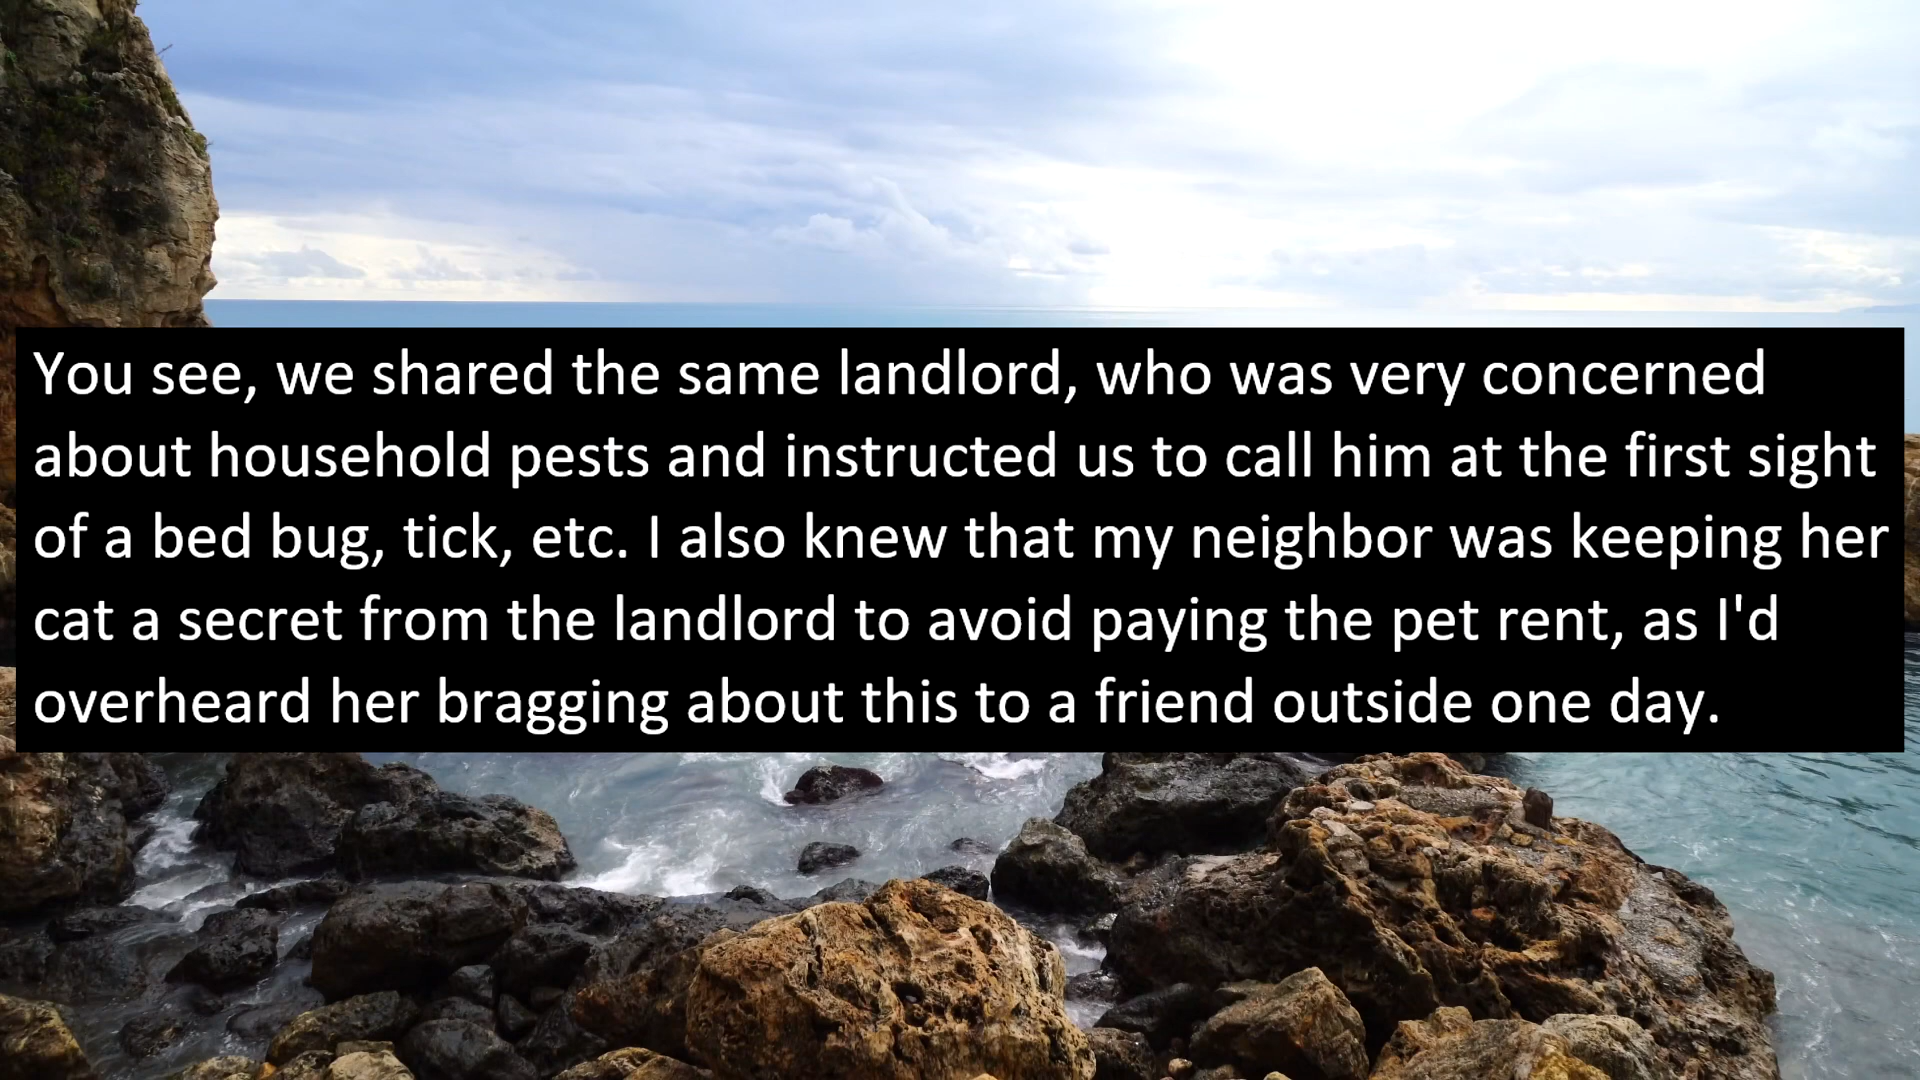 You see, we shared the same landlord, who was very concerned
about household pests and instructed us to call him at the first sight
of a bed bug, tick, etc. I also knew that my neighbor was keeping her
cat a secret from the landlord to avoid paying the pet rent, as I'd
overheard her bragging about this to a friend outside one day.